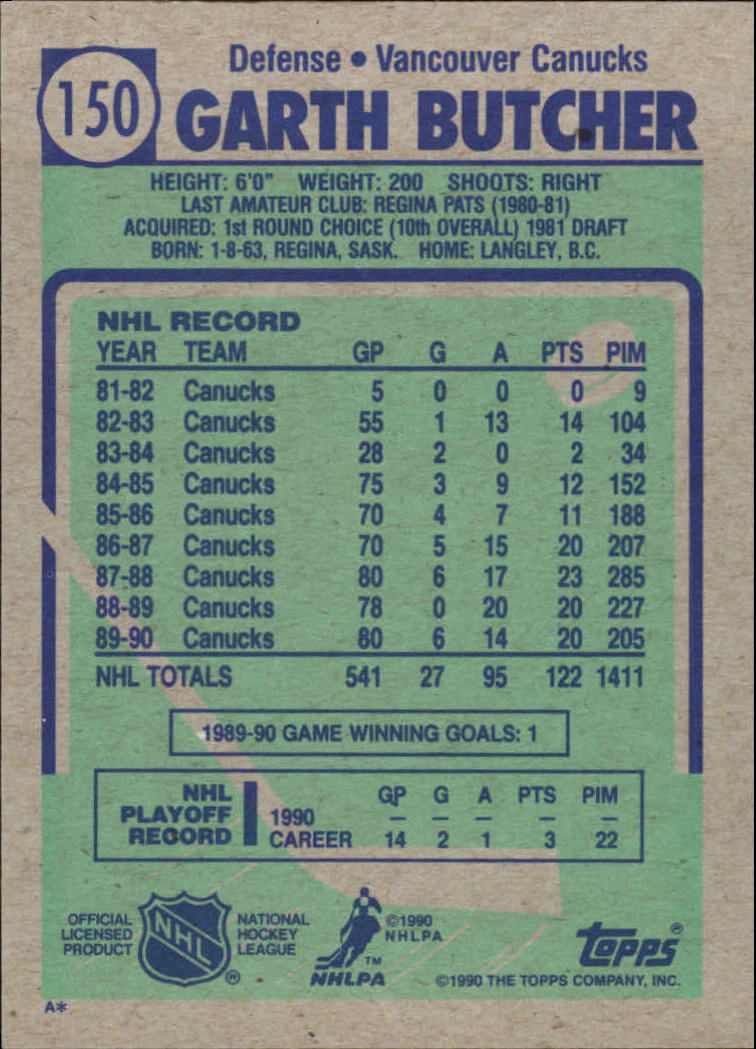 150
Defense • Vancouver Canucks
GARTH BUTCHER
HEIGHT: 6'0" WEIGHT: 200 SHOOTS: RIGHT
LAST AMATEUR CLUB: REGINA PATS (1980-81)
ACQUIRED: 1st ROUND CHOICE (10th OVERALL) 1981 DRAFT
BORN: 1-8-63, REGINA, SASK. HOME: LANGLEY, B.C.
NHL RECORD
YEAR TEAM GP G A PTS PIM
81-82 Canucks 5 0 0 0 9
82-83 Canucks 55 1 13 14 104
83-84 Canucks 28 2 0 2 34
84-85 Canucks 75 3 9 12 152
85-86 Canucks 70 4 7 11 188
86-87 Canucks 70 5 15 20 207
87-88 Canucks 80 6 17 23 285
88-89 Canucks 78 0 20 20 227
89-90 Canucks 80 6 14 20 205
NHL TOTALS 541 27 95 122 1411
1989-90 GAME WINNING GOALS: 1
NHL PLAYOFF RECORD
GP G A PTS PIM
1990 – – – – –
CAREER 14 2 1 3 22
OFFICIAL
LICENSED
PRODUCT
NHL
®
NATIONAL
HOCKEY
LEAGUE
©1990
NHLPA
TM
NHLPA
topps®
©1990 THE TOPPS COMPANY, INC.
A*